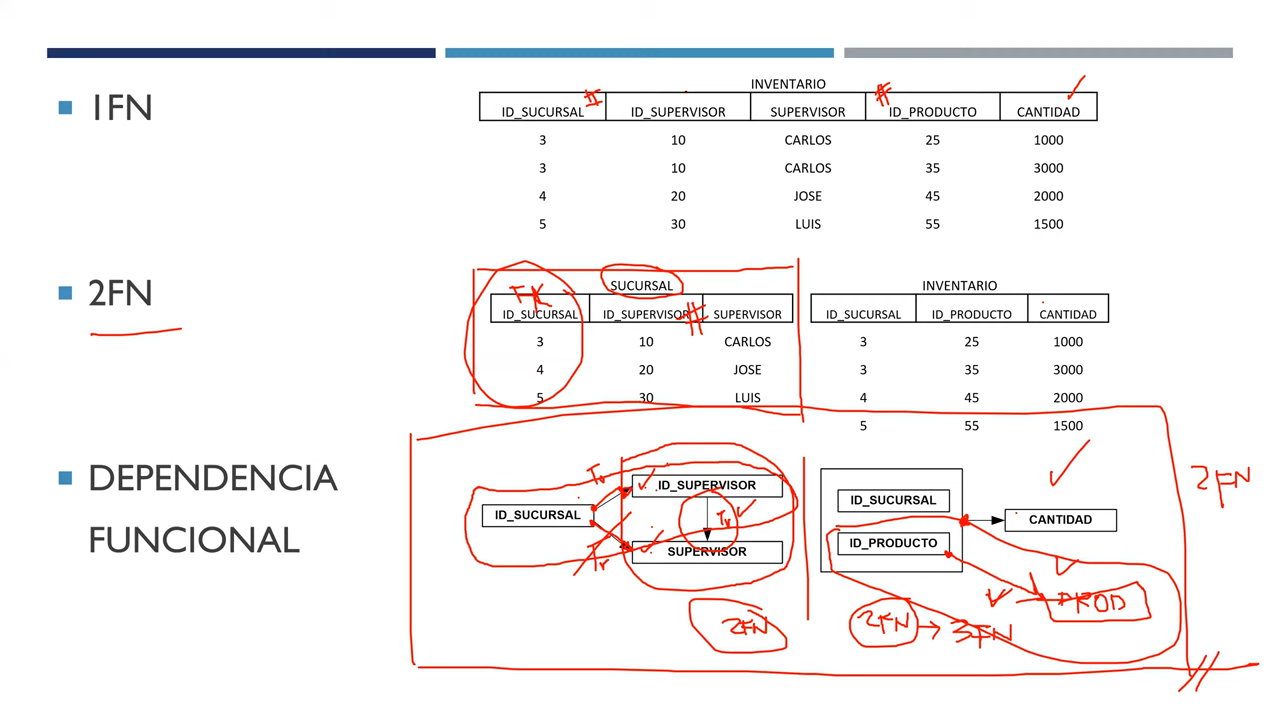 1FN
INVENTARIO
ID_SUCURSAL # ID_SUPERVISOR SUPERVISOR # ID_PRODUCTO CANTIDAD
3 10 CARLOS 25 1000
3 10 CARLOS 35 3000
4 20 JOSE 45 2000
5 30 LUIS 55 1500
2FN
SUCURSAL
FK
ID_SUCURSAL ID_SUPERVISOR # SUPERVISOR
3 10 CARLOS
4 20 JOSE
5 30 LUIS
INVENTARIO
ID_SUCURSAL ID_PRODUCTO CANTIDAD
3 25 1000
3 35 3000
4 45 2000
5 55 1500
DEPENDENCIA
FUNCIONAL
ID_SUCURSAL
ID_SUPERVISOR
SUPERVISOR
Tr
Tr
2FN
ID_SUCURSAL
ID_PRODUCTO
CANTIDAD
PROD
2FN → 3FN
2FN